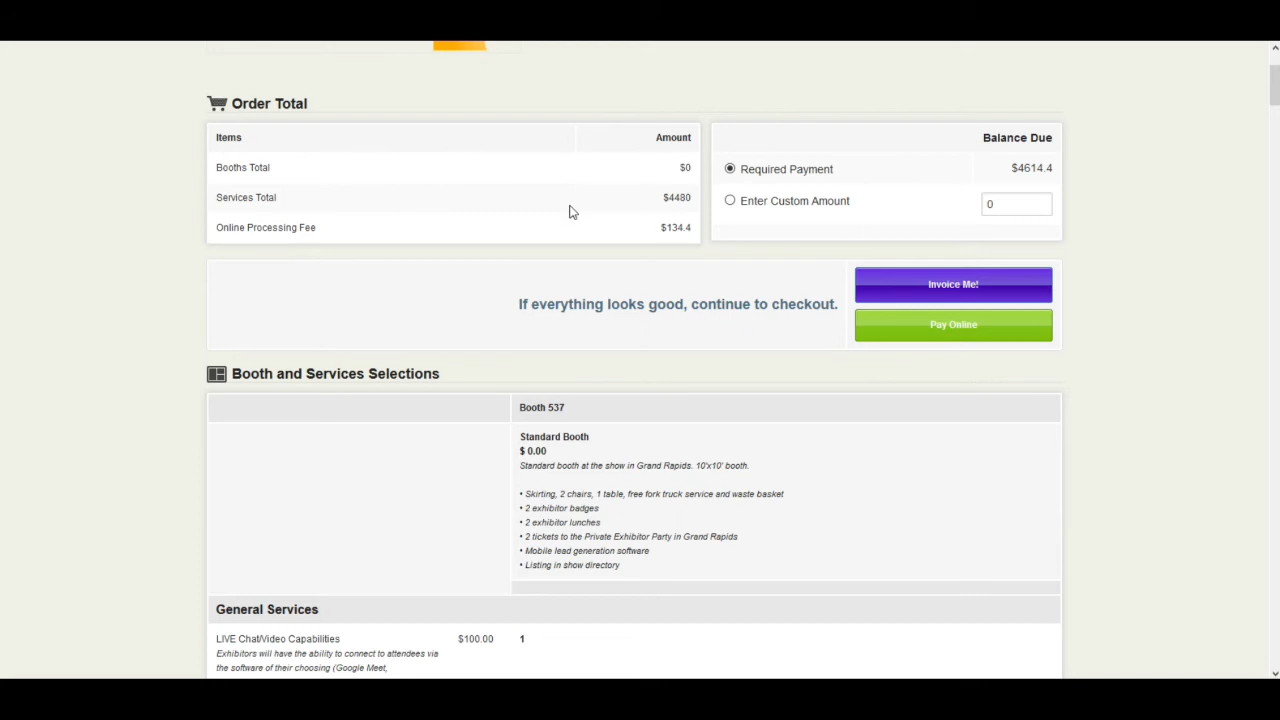 Order Total
Items Amount Balance Due
Booths Total $0
Required Payment $4614.4
Services Total $4480
Enter Custom Amount 0
Online Processing Fee $134.4
If everything looks good, continue to checkout.
Invoice Me!
Pay Online
Booth and Services Selections
Booth 537
Standard Booth
$ 0.00
Standard booth at the show in Grand Rapids. 10'x10' booth.
• Skirting, 2 chairs, 1 table, free fork truck service and waste basket
• 2 exhibitor badges
• 2 exhibitor lunches
• 2 tickets to the Private Exhibitor Party in Grand Rapids
• Mobile lead generation software
• Listing in show directory
General Services
LIVE Chat/Video Capabilities $100.00 1
Exhibitors will have the ability to connect to attendees via
the software of their choosing (Google Meet,